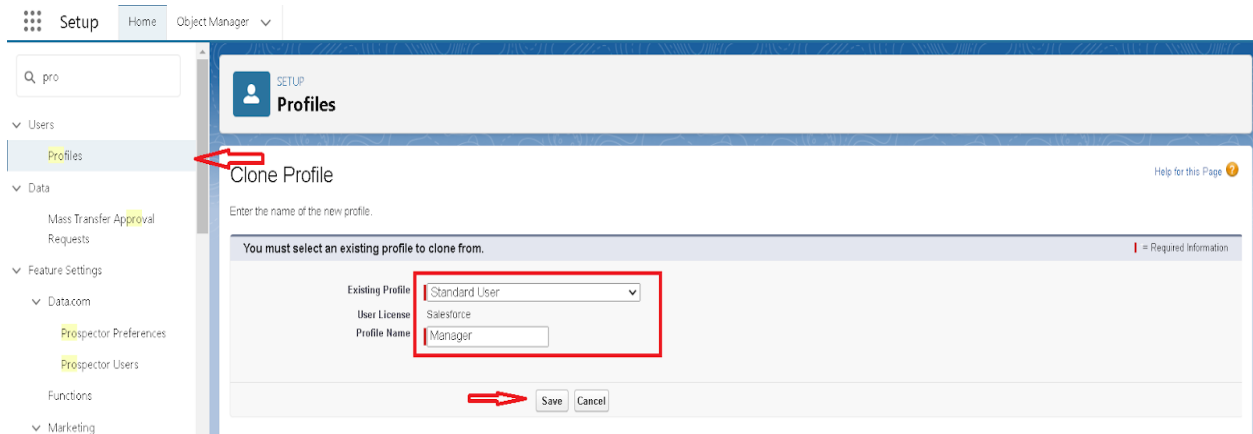 Setup Home Object Manager
pro
Users
Profiles
Data
Mass Transfer Approval
Requests
Feature Settings
Data.com
Prospector Preferences
Prospector Users
Functions
Marketing
SETUP
Profiles
Clone Profile
Help for this Page ?
Enter the name of the new profile.
You must select an existing profile to clone from.
= Required Information
Existing Profile Standard User
User License Salesforce
Profile Name Manager
Save Cancel